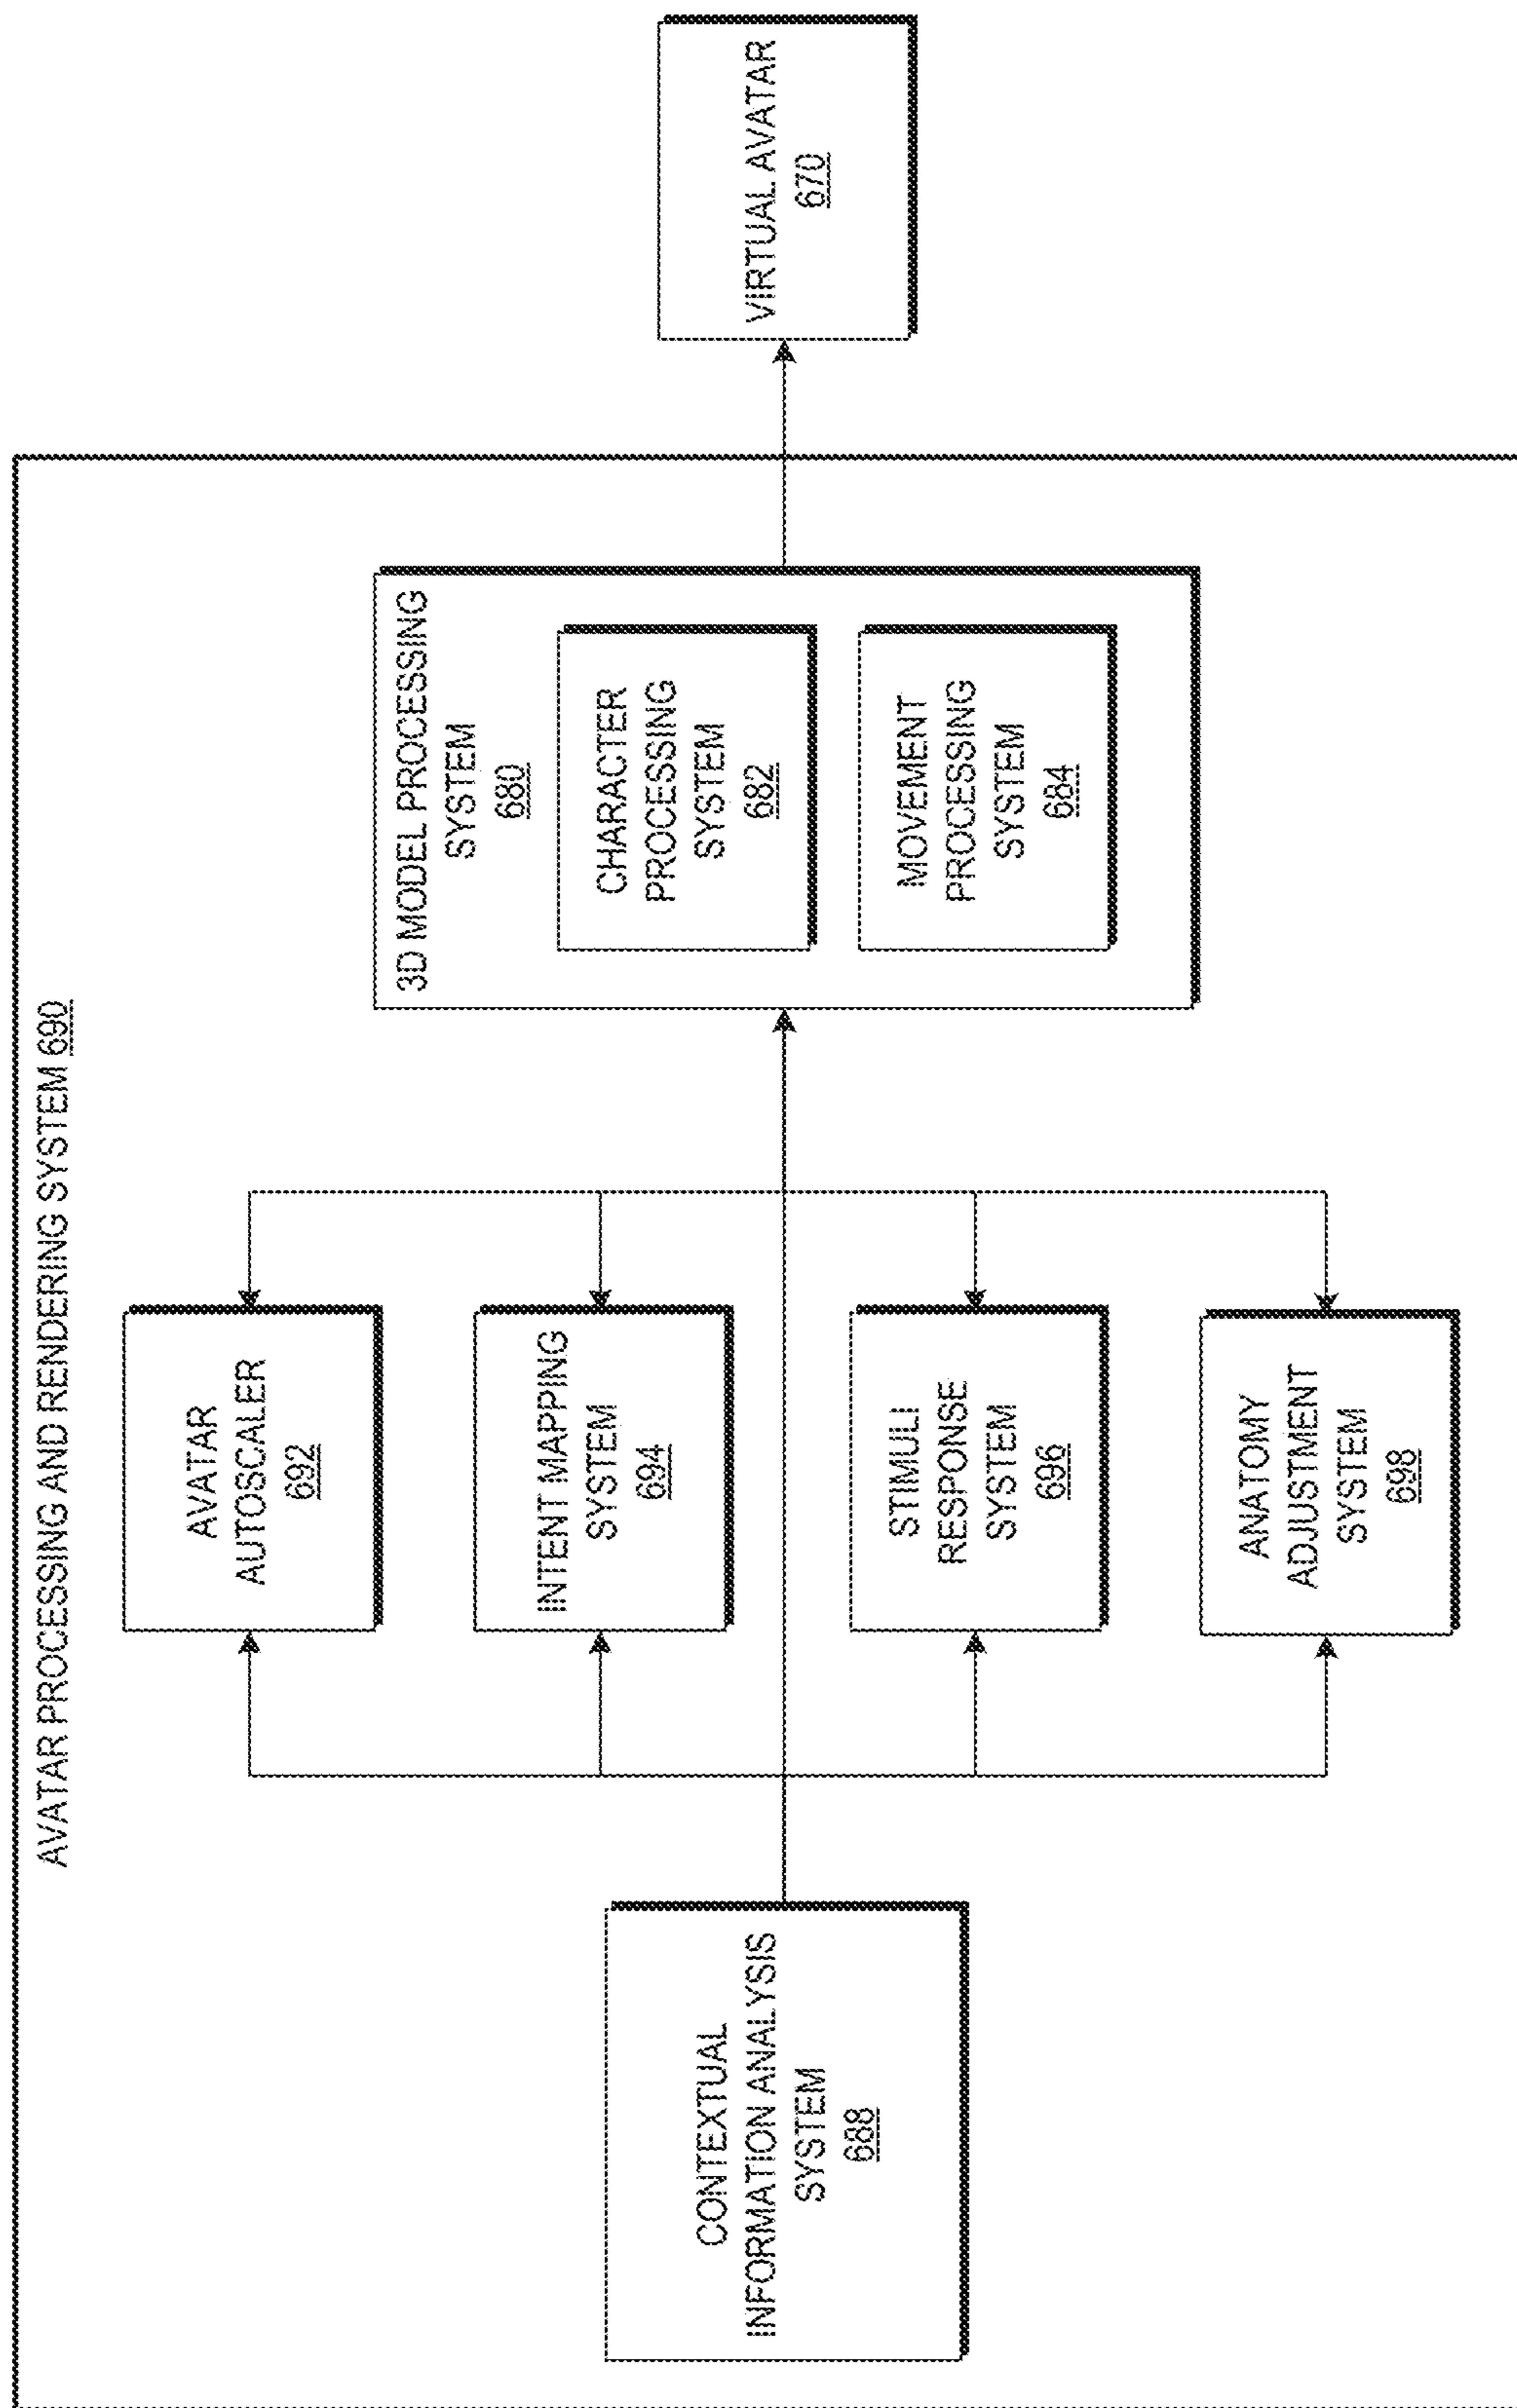 AVATAR PROCESSING AND RENDERING SYSTEM 690
CONTEXTUAL
INFORMATION ANALYSIS
SYSTEM
688
AVATAR
AUTOSCALER
692
INTENT MAPPING
SYSTEM
694
STIMULI
RESPONSE
SYSTEM
696
ANATOMY
ADJUSTMENT
SYSTEM
698
3D MODEL PROCESSING
SYSTEM
680
CHARACTER
PROCESSING
SYSTEM
682
MOVEMENT
PROCESSING
SYSTEM
684
VIRTUAL AVATAR
670